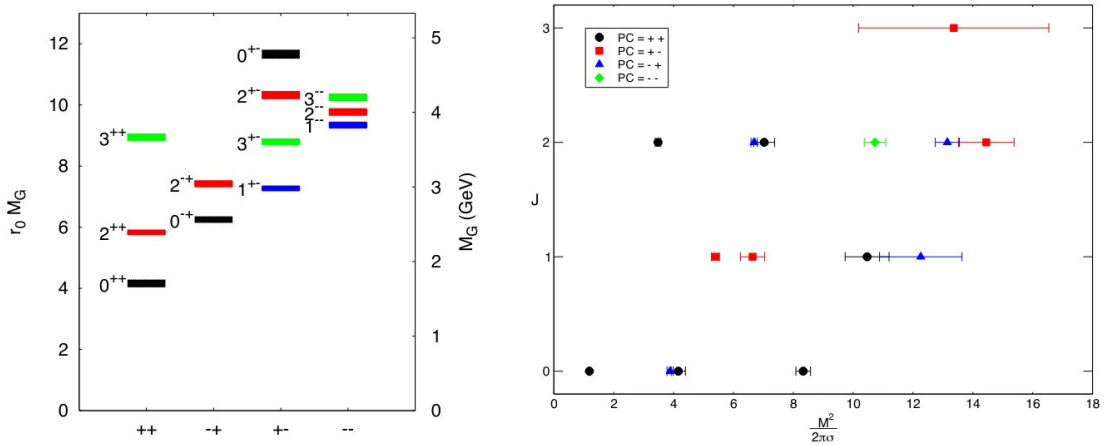 12
10
8
6
4
2
0
r₀ M_G
0⁺⁻
2⁺⁻
3⁺⁻
1⁺⁻
3⁻⁻
2⁻⁻
1⁻⁻
3⁺⁺
2⁻⁺
0⁻⁺
2⁺⁺
0⁺⁺
5
4
3
2
1
0
M_G (GeV)
++ -+ +- --
PC = + +
PC = + -
PC = - +
PC = - -
3
2
1
0
J
0 2 4 6 8 10 12 14 16 18
M²
2πσ